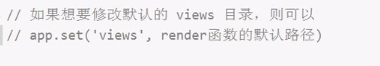 // 如果想要修改默认的 views 目录，则可以
// app.set('views', render函数的默认路径)